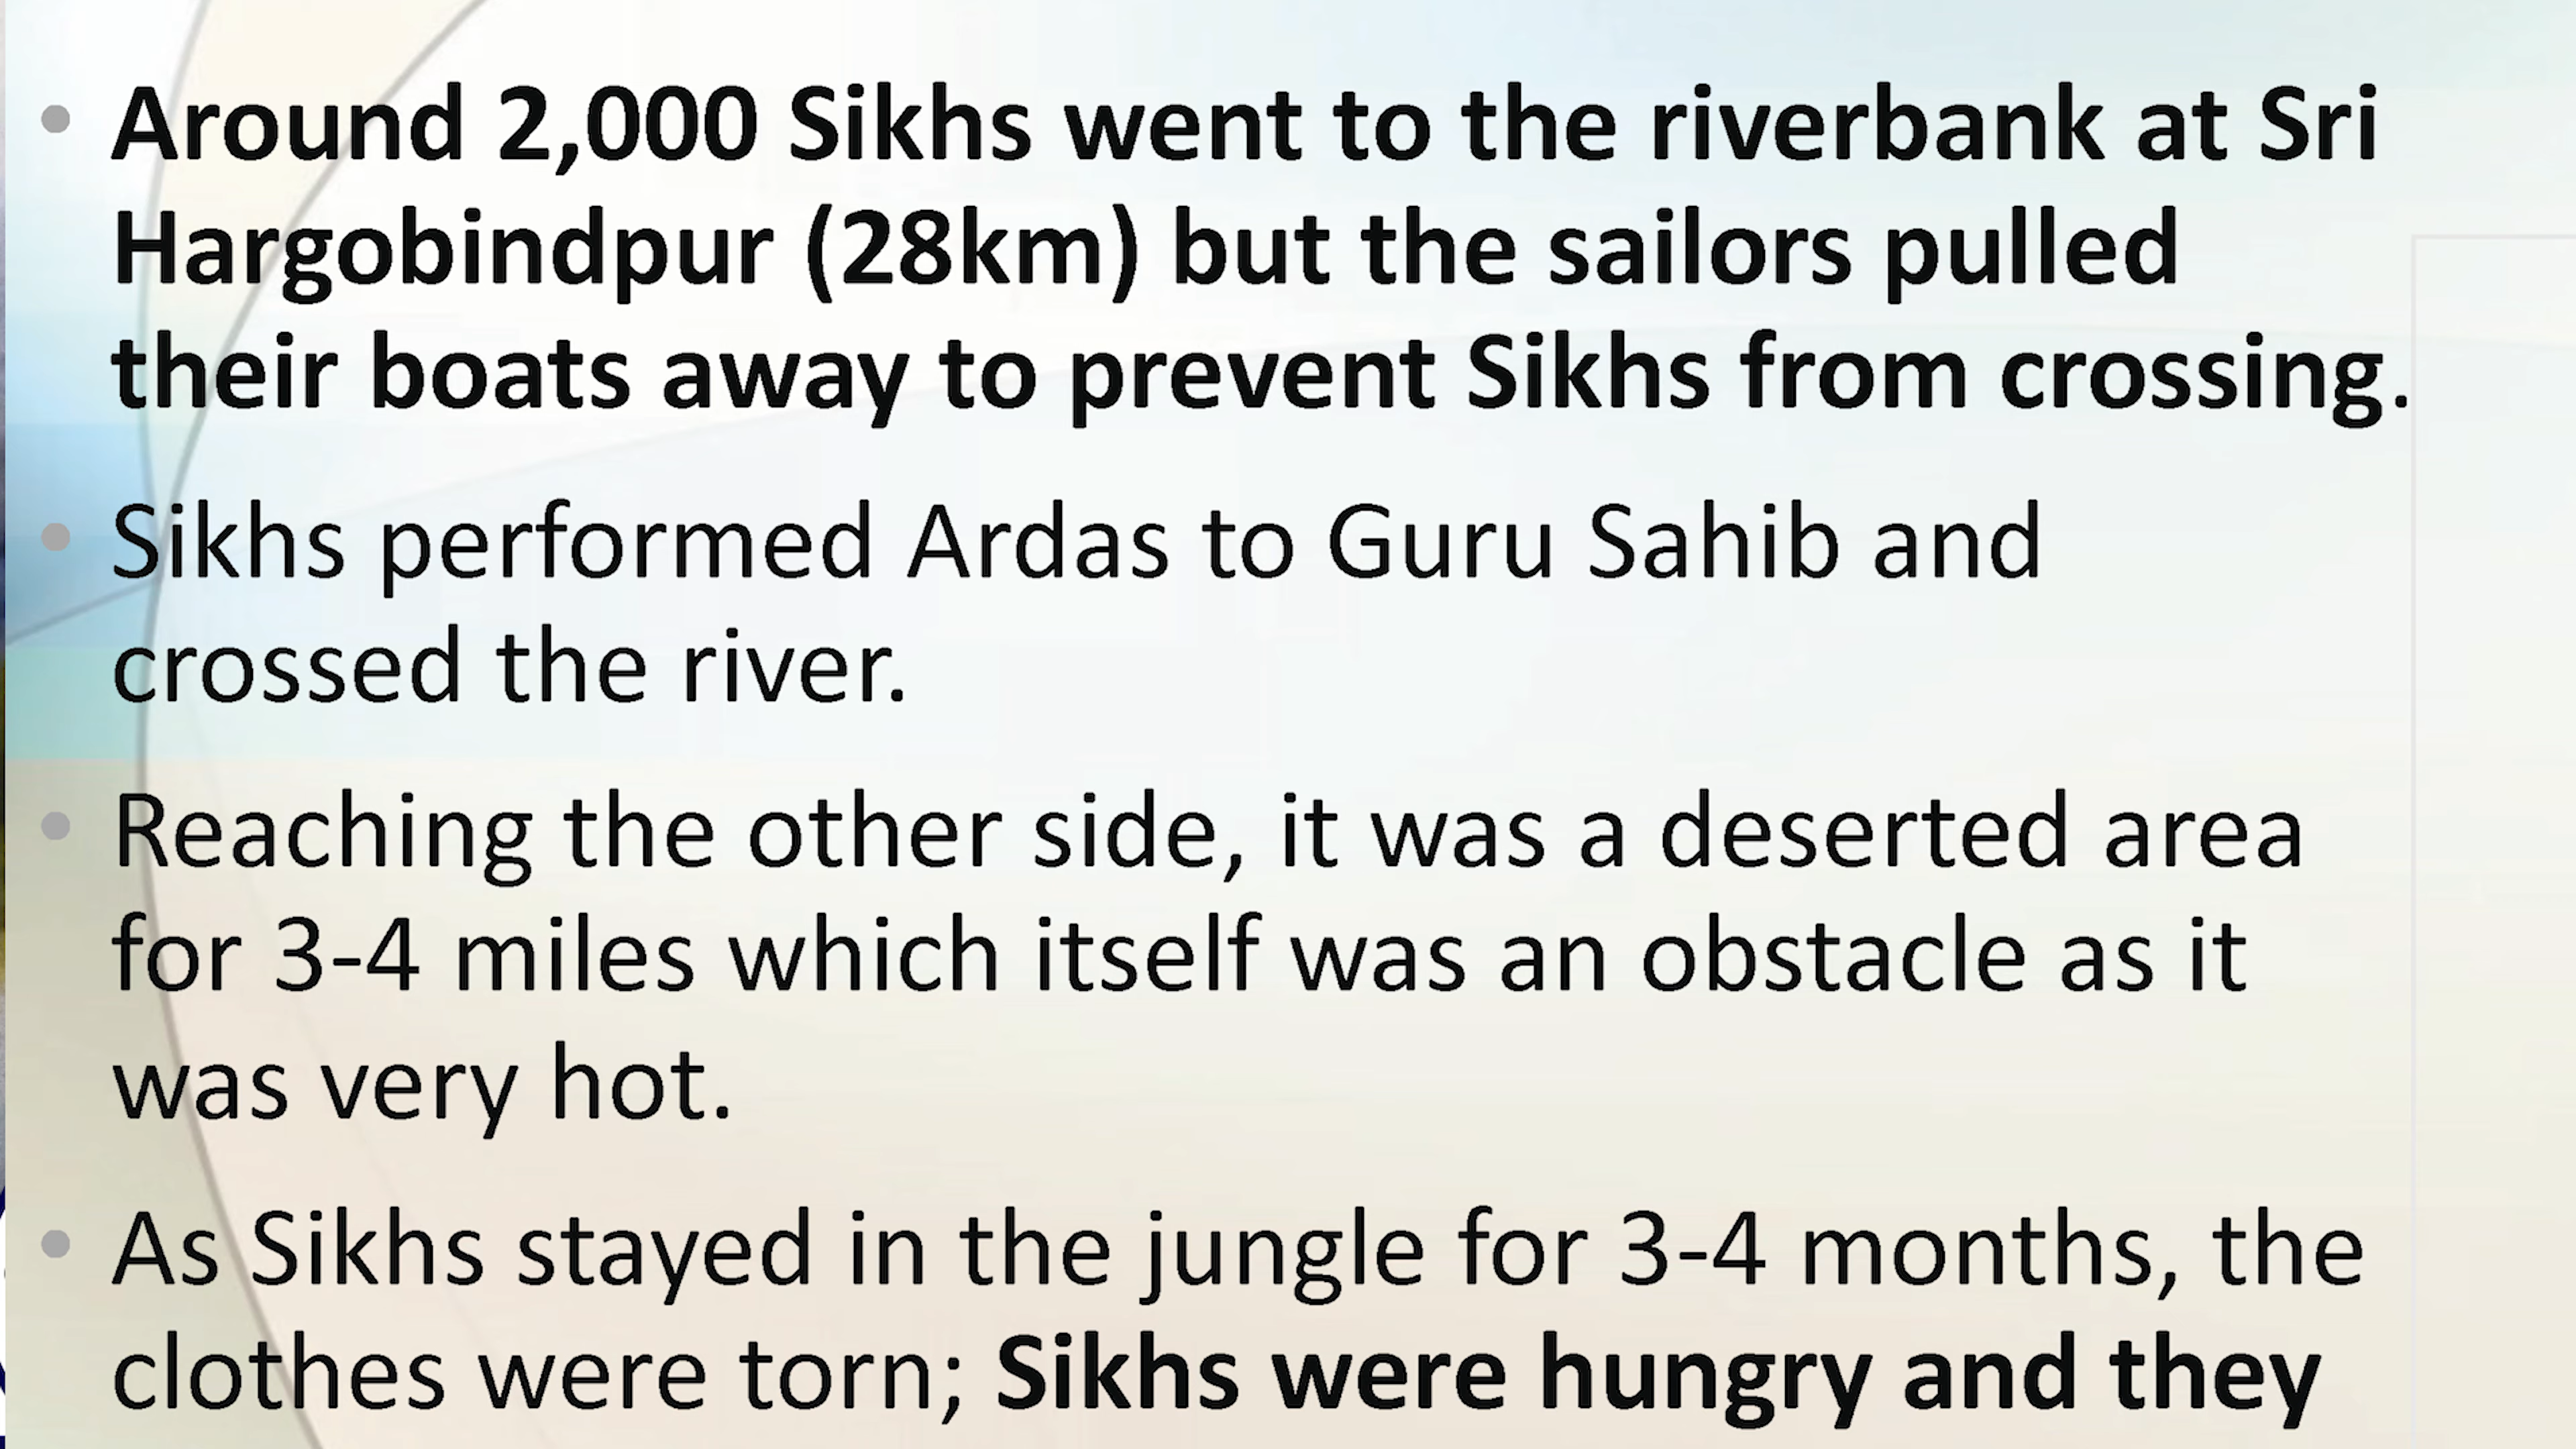 • Around 2,000 Sikhs went to the riverbank at Sri
Hargobindpur (28km) but the sailors pulled
their boats away to prevent Sikhs from crossing.
• Sikhs performed Ardas to Guru Sahib and
crossed the river.
• Reaching the other side, it was a deserted area
for 3-4 miles which itself was an obstacle as it
was very hot.
• As Sikhs stayed in the jungle for 3-4 months, the
clothes were torn; Sikhs were hungry and they